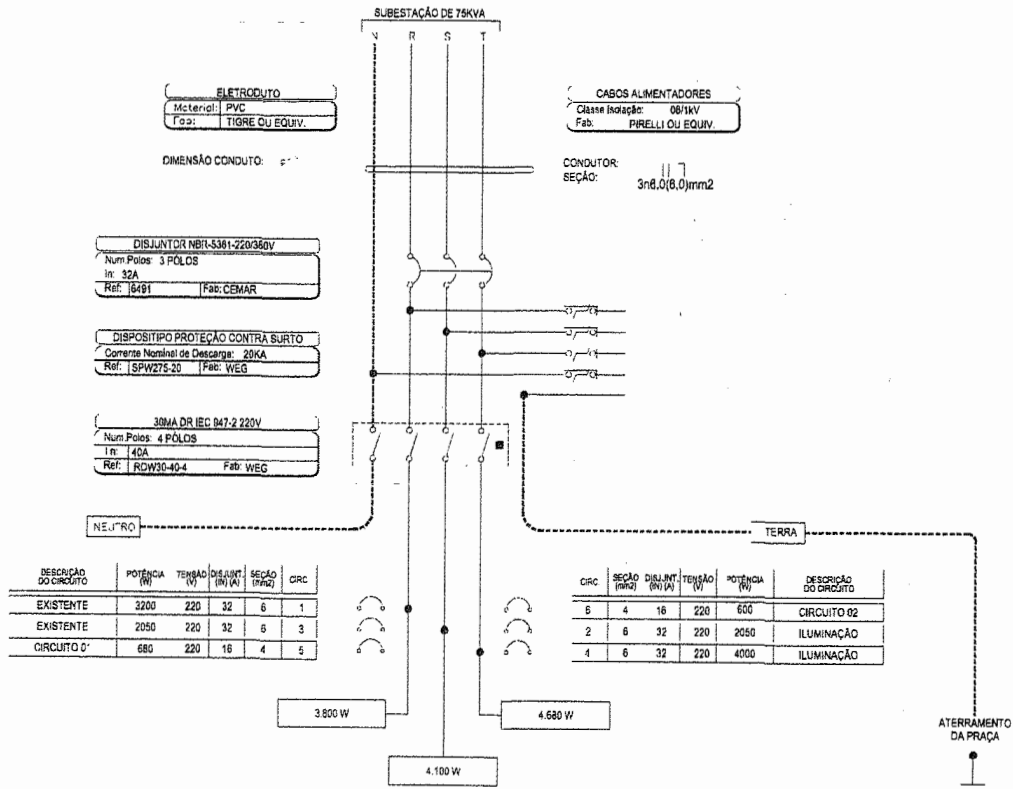 SUBESTAÇÃO DE 75KVA
R S T
ELETRODUTO
Material: PVC
TIGRE OU EQUIV.
DIMENSÃO CONDUTO:
CABOS ALIMENTADORES
Classe Isolação: 06/1kV
Fab: PIRELLI OU EQUIV.
CONDUTOR:
SEÇÃO: 3n6,0(6,0)mm2
DISJUNTOR NBR-5361-220/380V
Num.Polos: 3 PÓLOS
In: 32A
Ref: 6491 Fab: CEMAR
DISPOSITIPO PROTEÇÃO CONTRA SURTO
Corrente Nominal de Descarga: 20KA
Ref: SPW275-20 Fab: WEG
30MA DR IEC 947-2 220V
Num.Polos: 4 PÓLOS
In: 40A
Ref: RDW30-40-4 Fab: WEG
NEUTRO
TERRA
DESCRIÇÃO DO CIRCUITO POTÊNCIA (W) TENSÃO (V) DISJUNT. (IN) (A) SEÇÃO (mm2) CIRC
EXISTENTE 3200 220 32 6 1
EXISTENTE 2050 220 32 6 3
CIRCUITO 01 680 220 16 4 5
CIRC SEÇÃO (mm2) DISJUNT. (IN) (A) TENSÃO (V) POTÊNCIA (W) DESCRIÇÃO DO CIRCUITO
6 4 16 220 600 CIRCUITO 02
2 6 32 220 2050 ILUMINAÇÃO
4 6 32 220 4000 ILUMINAÇÃO
3.800 W
4.680 W
4.100 W
ATERRAMENTO
DA PRAÇA